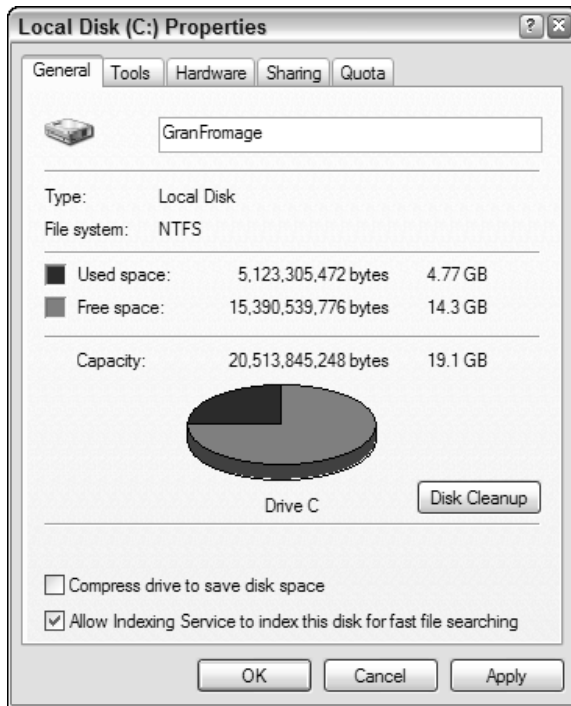 Local Disk (C:) Properties
General Tools Hardware Sharing Quota
GranFromage
Type: Local Disk
File system: NTFS
Used space: 5,123,305,472 bytes 4.77 GB
Free space: 15,390,539,776 bytes 14.3 GB
Capacity: 20,513,845,248 bytes 19.1 GB
Drive C Disk Cleanup
Compress drive to save disk space
Allow Indexing Service to index this disk for fast file searching
OK Cancel Apply